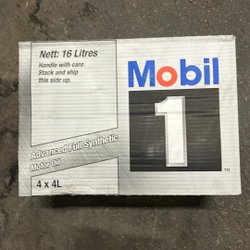 Nett: 16 Litres
Handle with care.
Stack and ship
this side up.
Mobil
1
TM
Advanced Full Synthetic
Motor Oil
4 x 4L